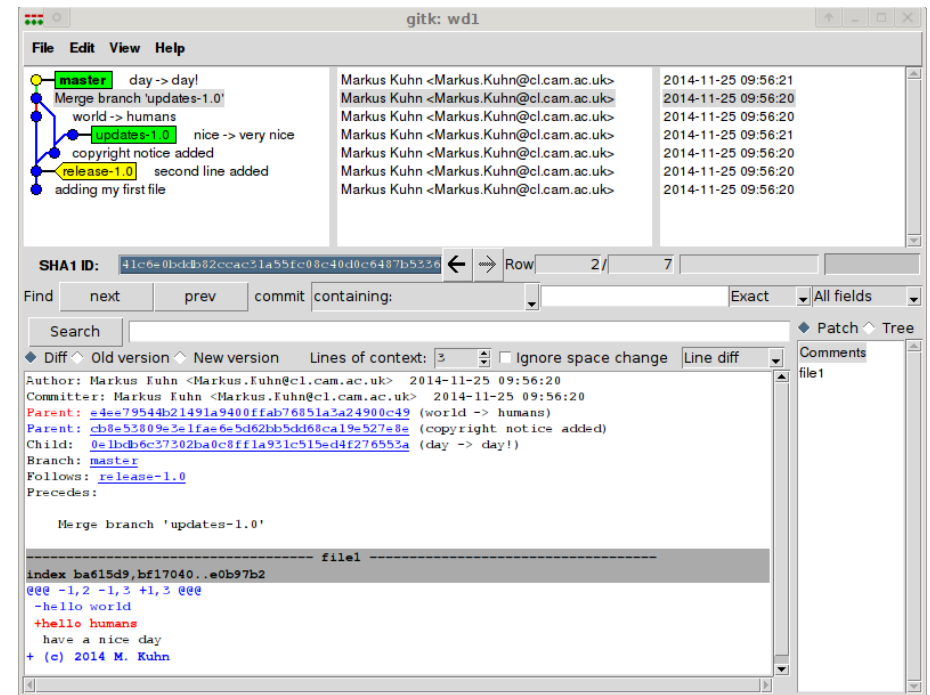 gitk: wd1
File Edit View Help
master day -> day! Markus Kuhn <Markus.Kuhn@cl.cam.ac.uk> 2014-11-25 09:56:21
Merge branch 'updates-1.0' Markus Kuhn <Markus.Kuhn@cl.cam.ac.uk> 2014-11-25 09:56:20
world -> humans Markus Kuhn <Markus.Kuhn@cl.cam.ac.uk> 2014-11-25 09:56:20
updates-1.0 nice -> very nice Markus Kuhn <Markus.Kuhn@cl.cam.ac.uk> 2014-11-25 09:56:21
copyright notice added Markus Kuhn <Markus.Kuhn@cl.cam.ac.uk> 2014-11-25 09:56:20
release-1.0 second line added Markus Kuhn <Markus.Kuhn@cl.cam.ac.uk> 2014-11-25 09:56:20
adding my first file Markus Kuhn <Markus.Kuhn@cl.cam.ac.uk> 2014-11-25 09:56:20
SHA1 ID: 41c6e0bddb82ccac31a55fc08c40d0c6487b5336 Row 2/ 7
Find next prev commit containing: Exact All fields
Search Patch Tree
Diff Old version New version Lines of context: 3 Ignore space change Line diff
Comments
file1
Author: Markus Kuhn <Markus.Kuhn@cl.cam.ac.uk> 2014-11-25 09:56:20
Committer: Markus Kuhn <Markus.Kuhn@cl.cam.ac.uk> 2014-11-25 09:56:20
Parent: e4ee79544b21491a9400ffab76851a3a24900c49 (world -> humans)
Parent: cb8e53809e3e1fae6e5d62bb5dd68ca19e527e8e (copyright notice added)
Child: 0e1bdb6c37302ba0c8ff1a931c515ed4f276553a (day -> day!)
Branch: master
Follows: release-1.0
Precedes:
Merge branch 'updates-1.0'
------------------------------------ file1 ------------------------------------
index ba615d9,bf17040..e0b97b2
@@@ -1,2 -1,3 +1,3 @@@
-hello world
+hello humans
have a nice day
+ (c) 2014 M. Kuhn